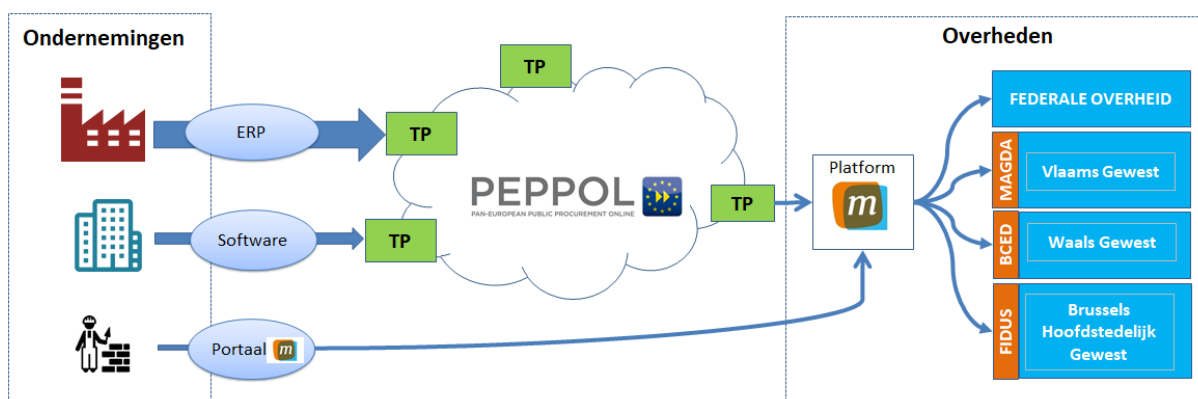 Ondernemingen
Overheden
TP
ERP
TP
FEDERALE OVERHEID
Platform
m
MAGDA
Vlaams Gewest
PEPPOL
PAN-EUROPEAN PUBLIC PROCUREMENT ONLINE
TP
Software
TP
BCED
Waals Gewest
FIDUS
Brussels
Hoofdstedelijk
Gewest
Portaal m